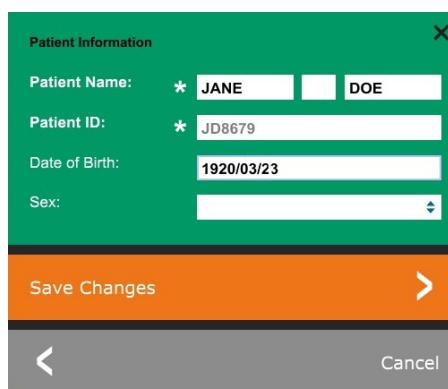 Patient Information
Patient Name: * JANE DOE
Patient ID: * JD8679
Date of Birth: 1920/03/23
Sex:
Save Changes
Cancel